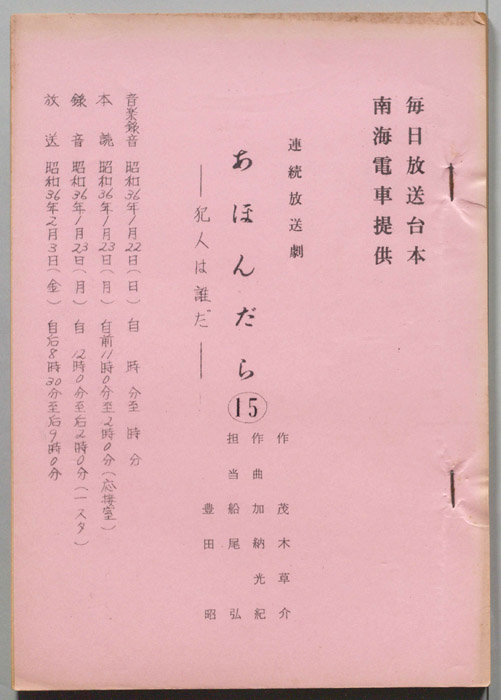 毎日放送台本
南海電車提供
連続放送劇
あほんだら⑮
――犯人は誰だ――
作 茂木草介
作曲 加納光紀
担当 船尾弘
豊田昭
音楽録音 昭和36年1月22日(日) 自 時 分至 時 分
本読 昭和36年1月23日(月) 自前11時0分至2時0分(応接室)
録音 昭和36年1月23日(月) 自 12時0分至后2時0分(一スタ)
放送 昭和36年2月3日(金) 自后8時30分至后9時0分